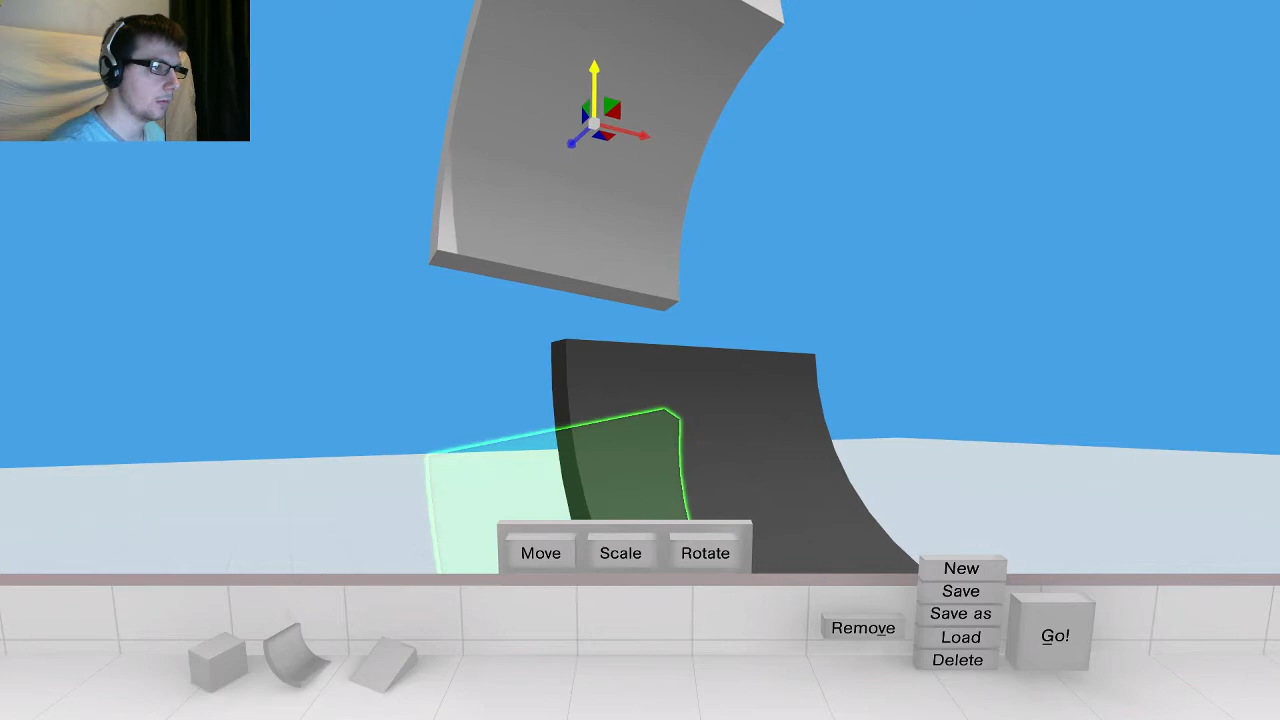 Move Scale Rotate
New
Save
Save as
Load
Delete
Remove
Go!